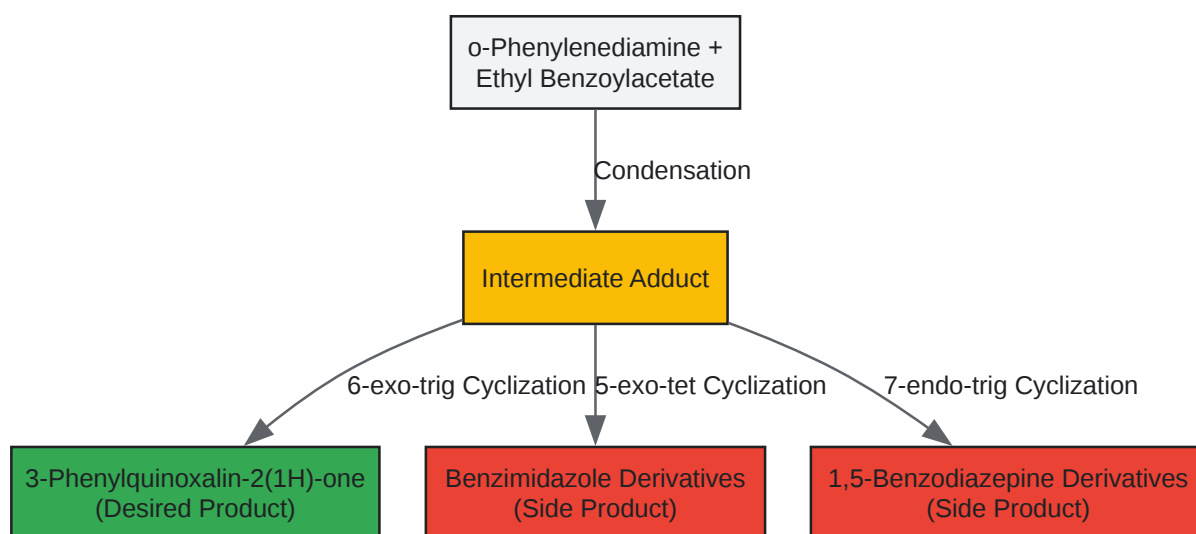 o-Phenylenediamine +
Ethyl Benzoylacetate
Condensation
Intermediate Adduct
6-exo-trig Cyclization
5-exo-tet Cyclization
7-endo-trig Cyclization
3-Phenylquinoxalin-2(1H)-one
(Desired Product)
Benzimidazole Derivatives
(Side Product)
1,5-Benzodiazepine Derivatives
(Side Product)